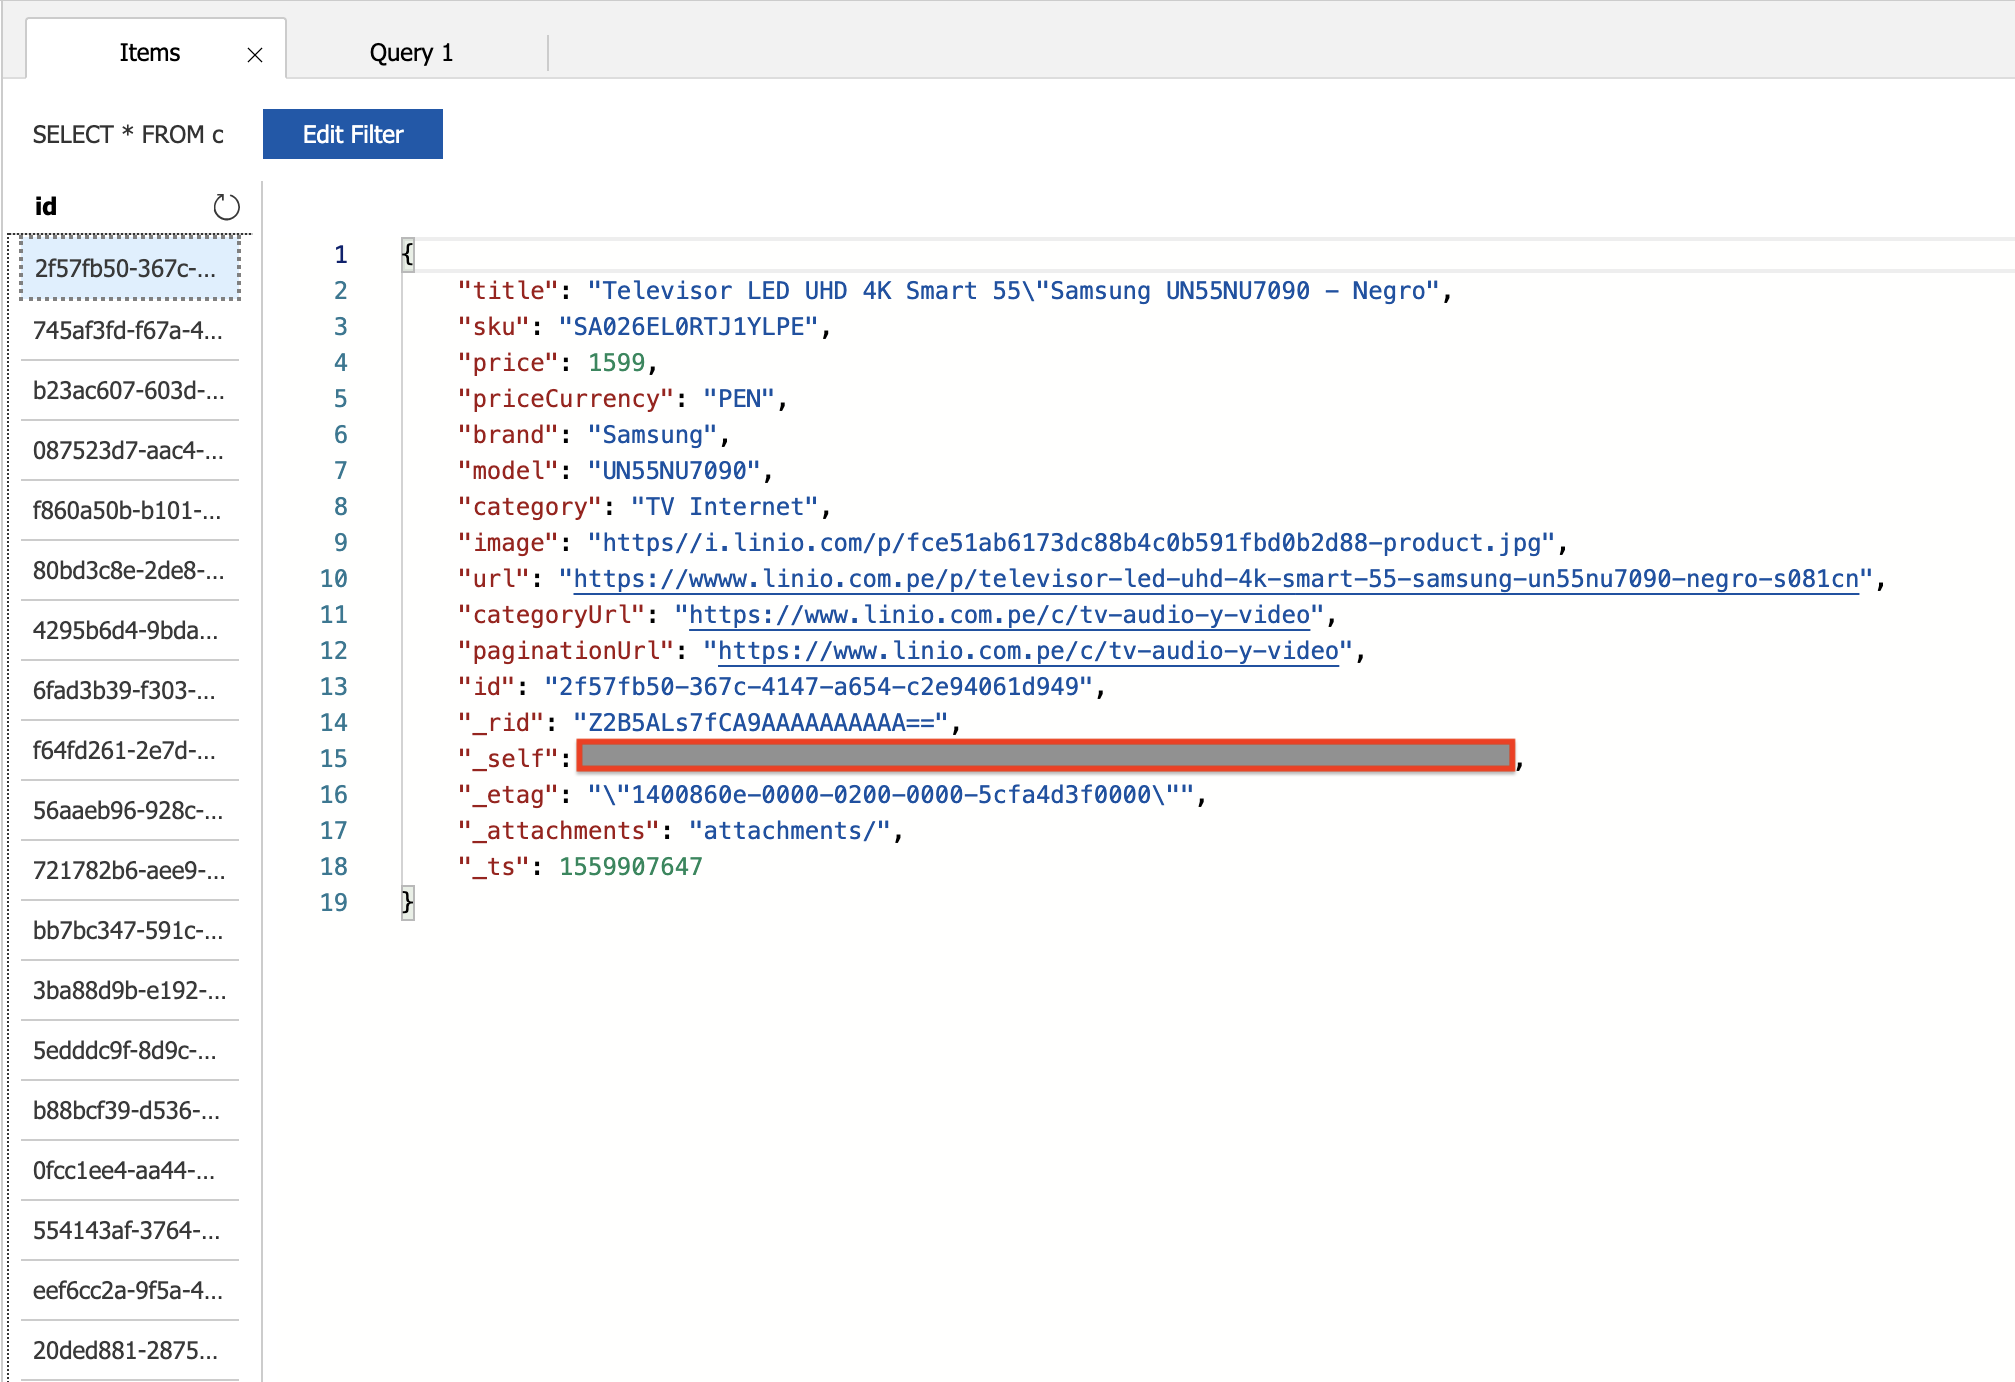 Items
Query 1
SELECT * FROM c
Edit Filter
id
2f57fb50-367c-...
745af3fd-f67a-4...
b23ac607-603d-...
087523d7-aac4-...
f860a50b-b101-...
80bd3c8e-2de8-...
4295b6d4-9bda...
6fad3b39-f303-...
f64fd261-2e7d-...
56aaeb96-928c-...
721782b6-aee9-...
bb7bc347-591c-...
3ba88d9b-e192-...
5edddc9f-8d9c-...
b88bcf39-d536-...
0fcc1ee4-aa44-...
554143af-3764-...
eef6cc2a-9f5a-4...
20ded881-2875...
1 {
2 "title": "Televisor LED UHD 4K Smart 55\"Samsung UN55NU7090 - Negro",
3 "sku": "SA026EL0RTJ1YLPE",
4 "price": 1599,
5 "priceCurrency": "PEN",
6 "brand": "Samsung",
7 "model": "UN55NU7090",
8 "category": "TV Internet",
9 "image": "https//i.linio.com/p/fce51ab6173dc88b4c0b591fbd0b2d88-product.jpg",
10 "url": "https://wwww.linio.com.pe/p/televisor-led-uhd-4k-smart-55-samsung-un55nu7090-negro-s081cn",
11 "categoryUrl": "https://www.linio.com.pe/c/tv-audio-y-video",
12 "paginationUrl": "https://www.linio.com.pe/c/tv-audio-y-video",
13 "id": "2f57fb50-367c-4147-a654-c2e94061d949",
14 "_rid": "Z2B5ALs7fCA9AAAAAAAAAA==",
15 "_self": ,
16 "_etag": "\"1400860e-0000-0200-0000-5cfa4d3f0000\"",
17 "_attachments": "attachments/",
18 "_ts": 1559907647
19 }